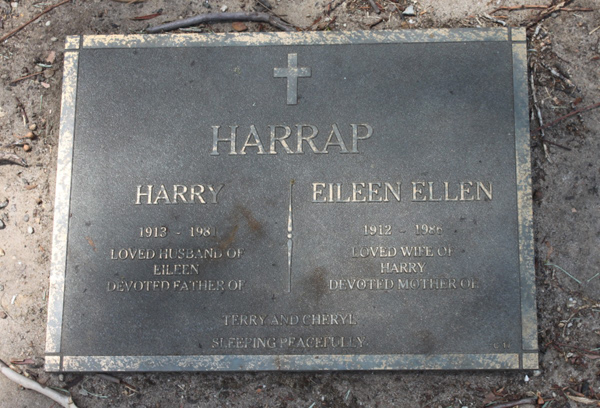 HARRAP
HARRY
1913 - 1981
LOVED HUSBAND OF
EILEEN
DEVOTED FATHER OF
EILEEN ELLEN
1912 - 1986
LOVED WIFE OF
HARRY
DEVOTED MOTHER OF
TERRY AND CHERYL
SLEEPING PEACEFULLY.